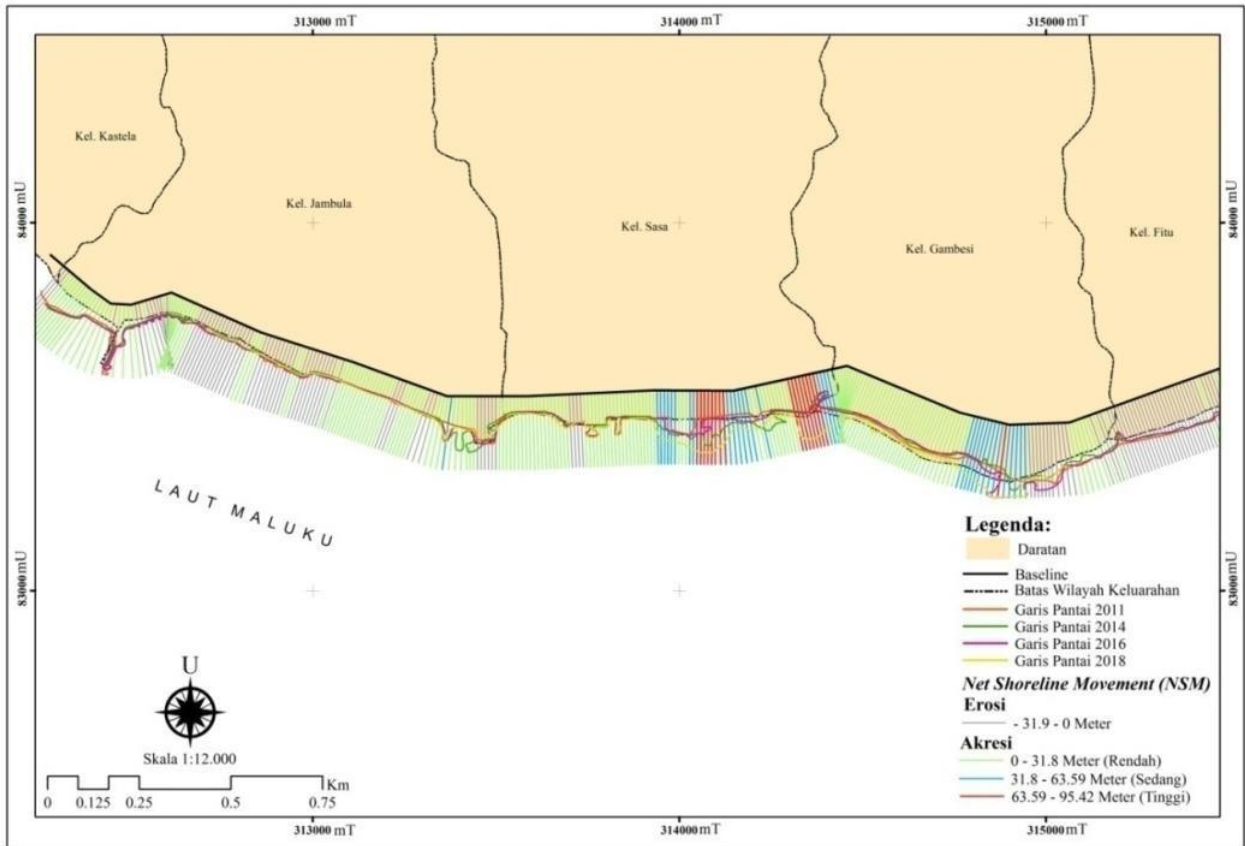 313000 mT
314000 mT
315000 mT
Kel. Kastela
Kel. Jambula
Kel. Sasa
Kel. Gambesi
Kel. Fitu
84000 mU
84000 mU
LAUT MALUKU
83000 mU
83000 mU
Legenda:
Daratan
Baseline
Batas Wilayah Keluarahan
Garis Pantai 2011
Garis Pantai 2014
Garis Pantai 2016
Garis Pantai 2018
Net Shoreline Movement (NSM)
Erosi
- 31.9 - 0 Meter
Akresi
0 - 31.8 Meter (Rendah)
31.8 - 63.59 Meter (Sedang)
63.59 - 95.42 Meter (Tinggi)
U
Skala 1:12.000
Km
0 0.125 0.25 0.5 0.75
313000 mT
314000 mT
315000 mT